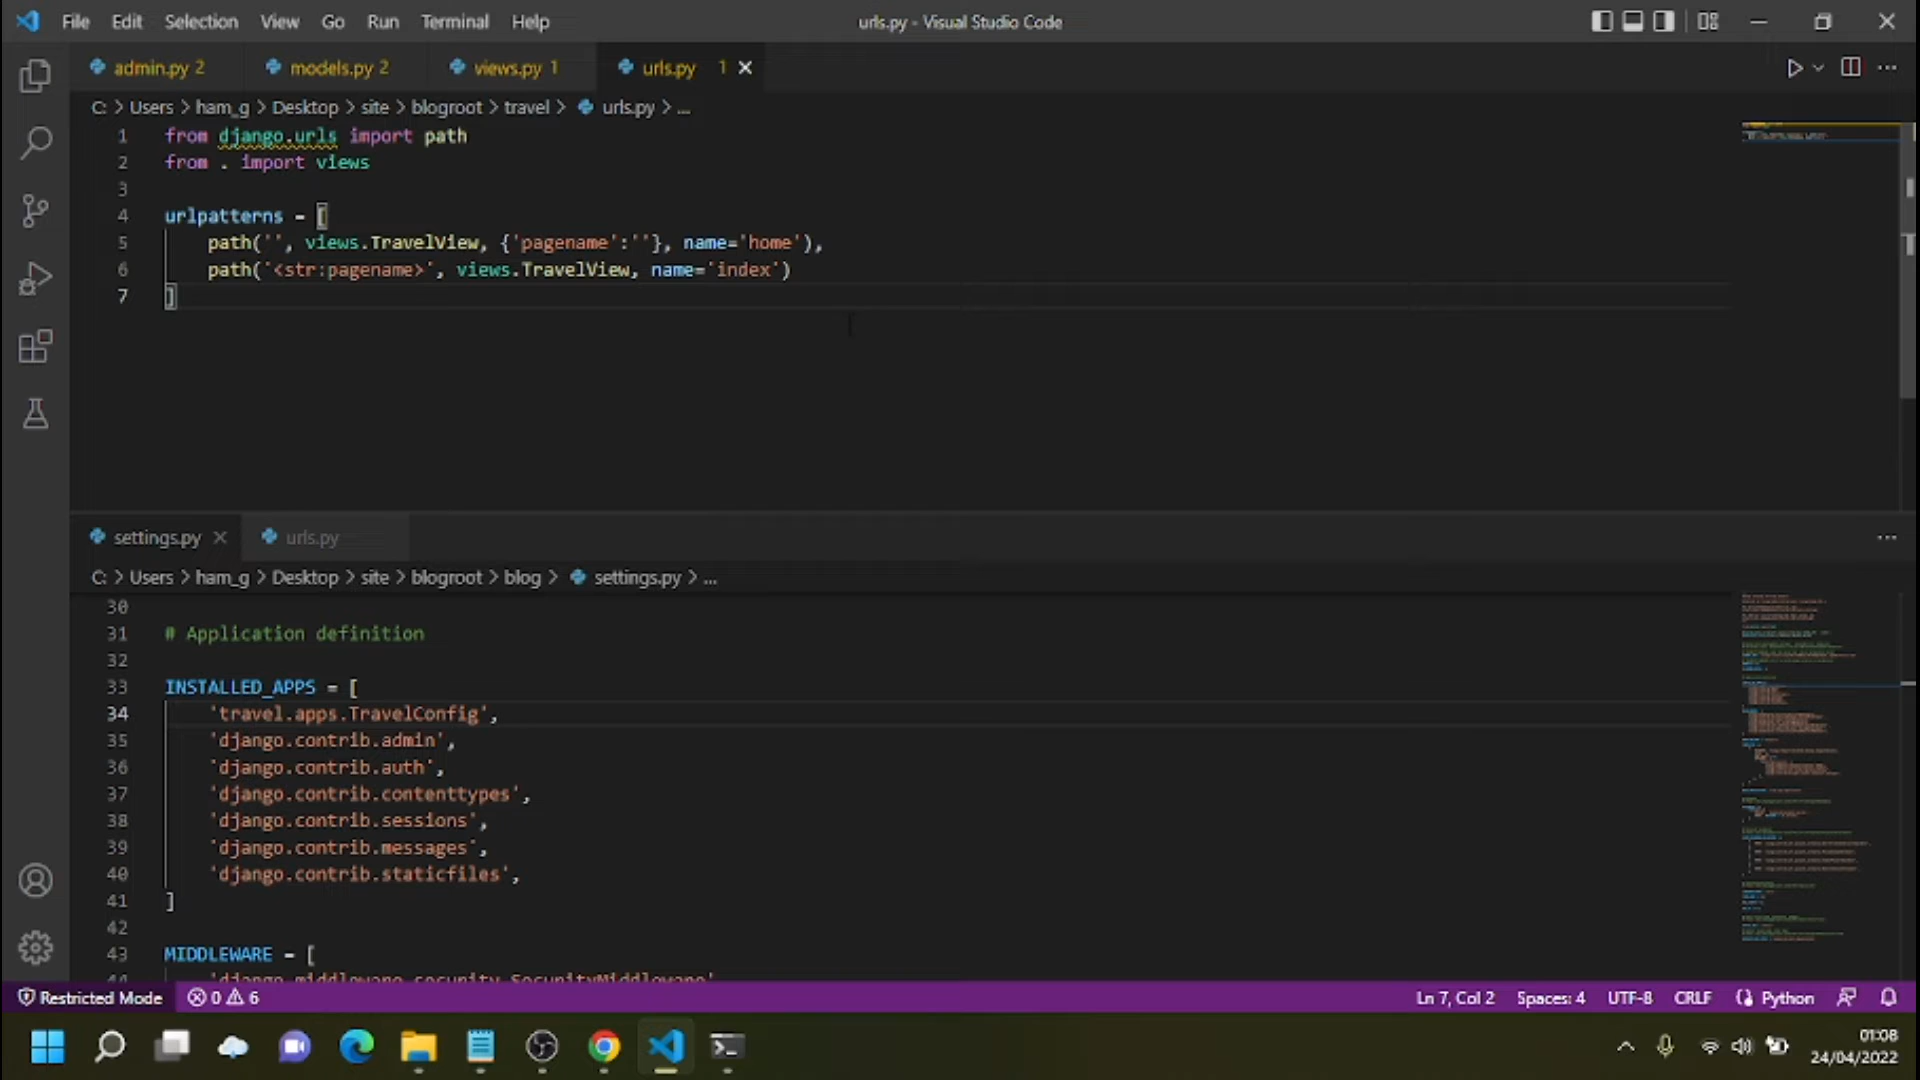 File Edit Selection View Go Run Terminal Help urls.py - Visual Studio Code
admin.py 2 models.py 2 views.py 1 urls.py 1
C: > Users > ham_g > Desktop > site > blogroot > travel > urls.py > ...
1 from django.urls import path
2 from . import views
3
4 urlpatterns = [
5 path('', views.TravelView, {'pagename':''}, name='home'),
6 path('<str:pagename>', views.TravelView, name='index')
7 ]
settings.py urls.py
C: > Users > ham_g > Desktop > site > blogroot > blog > settings.py > ...
30
31 # Application definition
32
33 INSTALLED_APPS = [
34 'travel.apps.TravelConfig',
35 'django.contrib.admin',
36 'django.contrib.auth',
37 'django.contrib.contenttypes',
38 'django.contrib.sessions',
39 'django.contrib.messages',
40 'django.contrib.staticfiles',
41 ]
42
43 MIDDLEWARE = [
44 'django.middleware.security.SecurityMiddleware'
Restricted Mode 0 6 Ln 7, Col 2 Spaces: 4 UTF-8 CRLF Python
01:08
24/04/2022